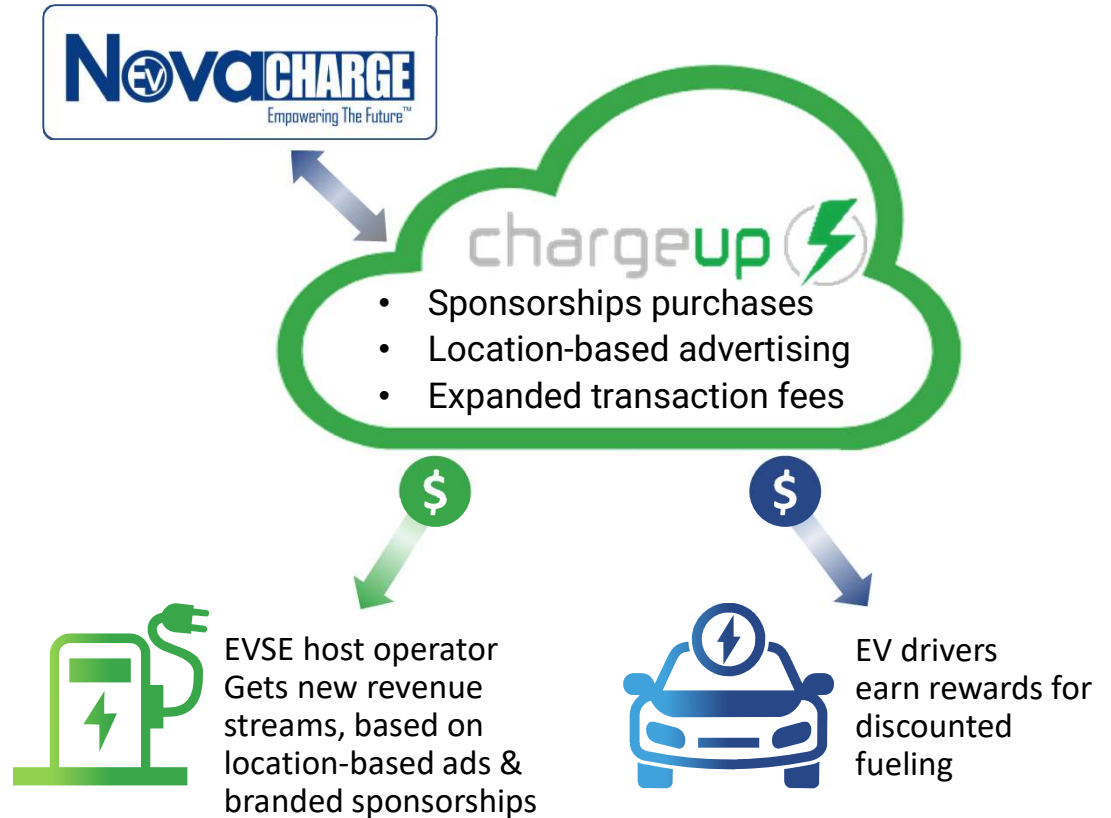 NovaCHARGE
EV
Empowering The Future™
chargeup
• Sponsorships purchases
• Location-based advertising
• Expanded transaction fees
$ $
EVSE host operator
Gets new revenue
streams, based on
location-based ads &
branded sponsorships
EV drivers
earn rewards for
discounted
fueling